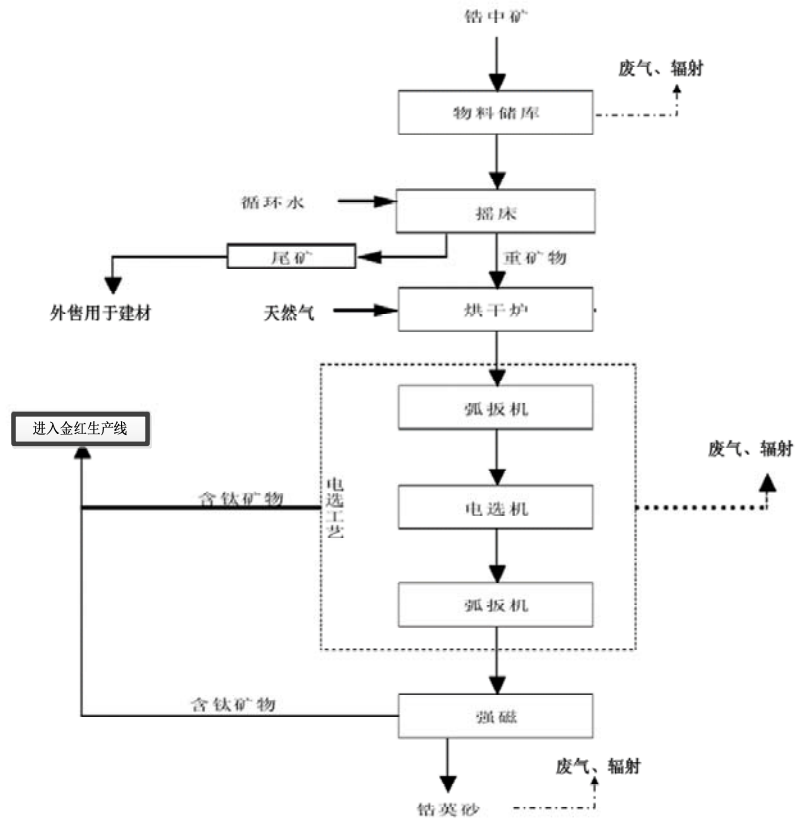 锆中矿
废气、辐射
物料储库
循环水
摇床
尾矿
重矿物
外售用于建材
天然气
烘干炉
弧扳机
进入金红生产线
废气、辐射
含钛矿物
电选工艺
电选机
弧扳机
含钛矿物
强磁
废气、辐射
锆英砂